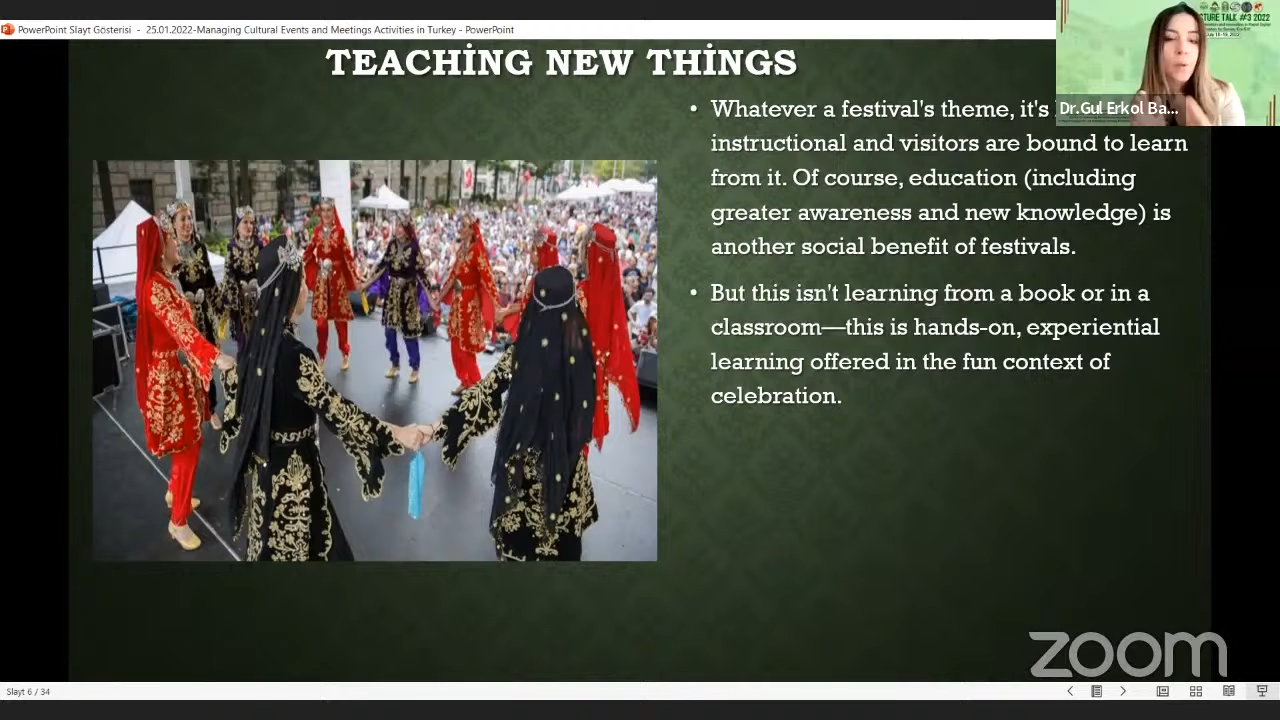 PowerPoint Slayt Gösterisi - 25.01.2022-Managing Cultural Events and Meetings Activities in Turkey - PowerPoint
TEACHİNG NEW THİNGS
CTURE TALK #3 2022
Dr.Gul Erkol Ba...
• Whatever a festival's theme, it's
instructional and visitors are bound to learn
from it. Of course, education (including
greater awareness and new knowledge) is
another social benefit of festivals.
• But this isn't learning from a book or in a
classroom—this is hands-on, experiential
learning offered in the fun context of
celebration.
zoom
Slayt 6 / 34